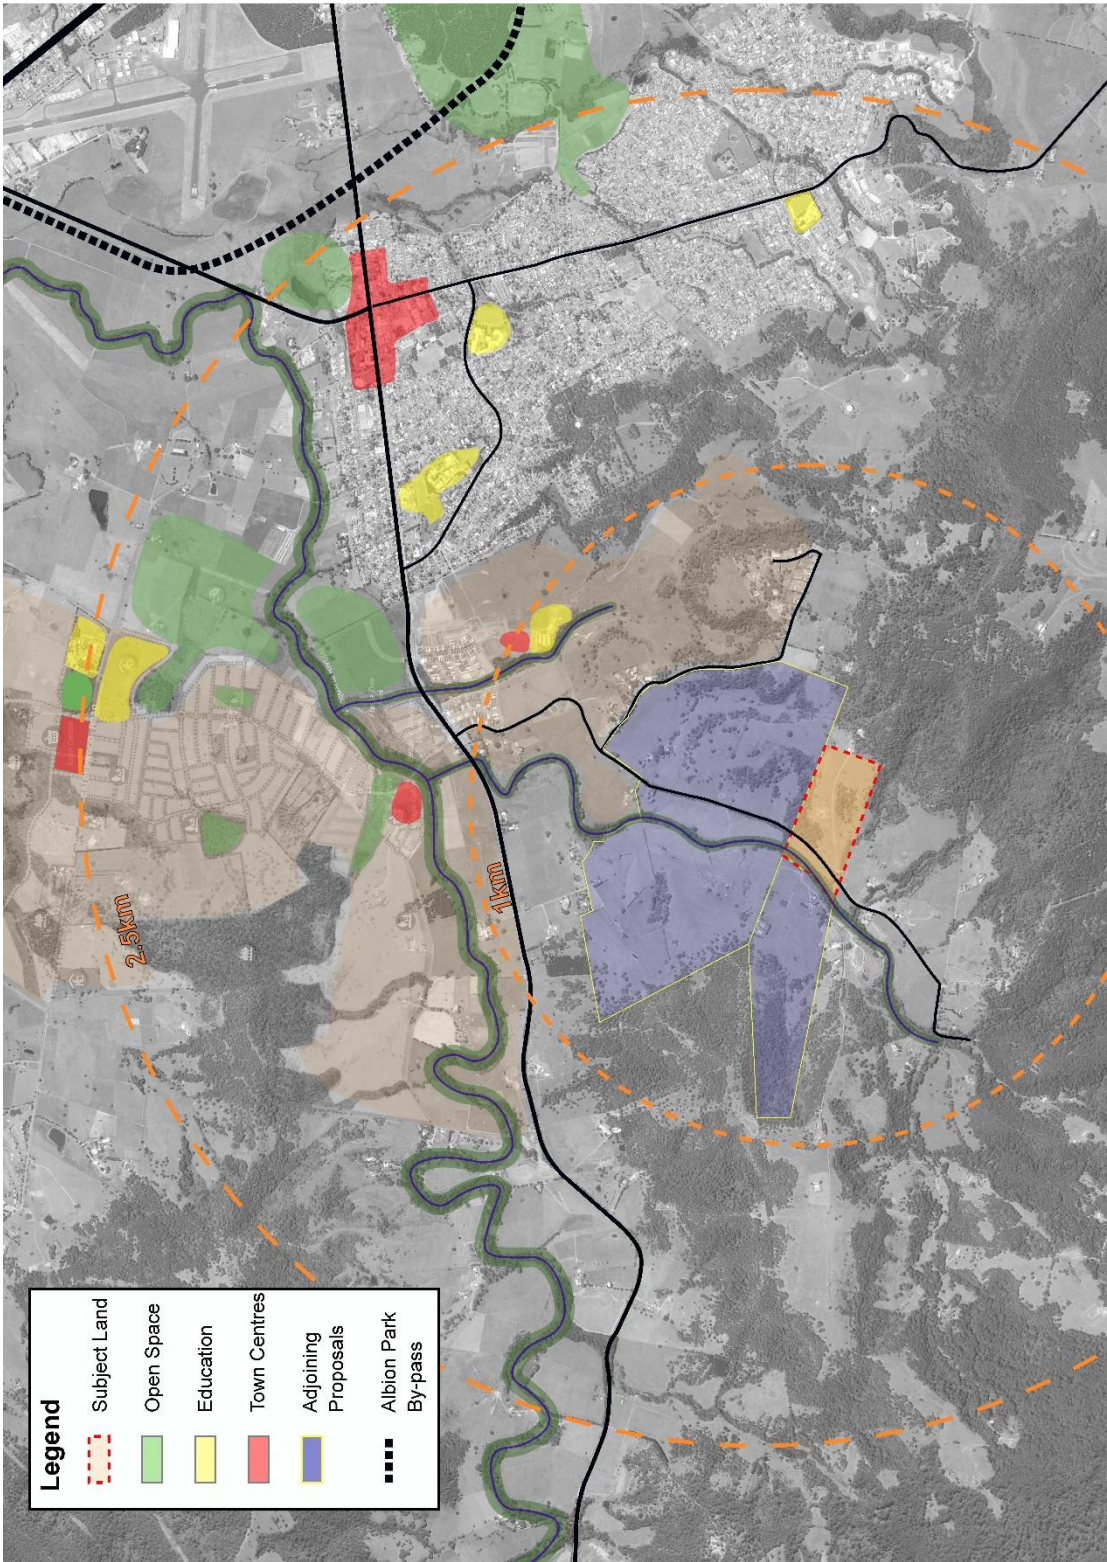 2.5km
1km
Legend
Subject Land
Open Space
Education
Town Centres
Adjoining
Proposals
Albion Park
By-pass